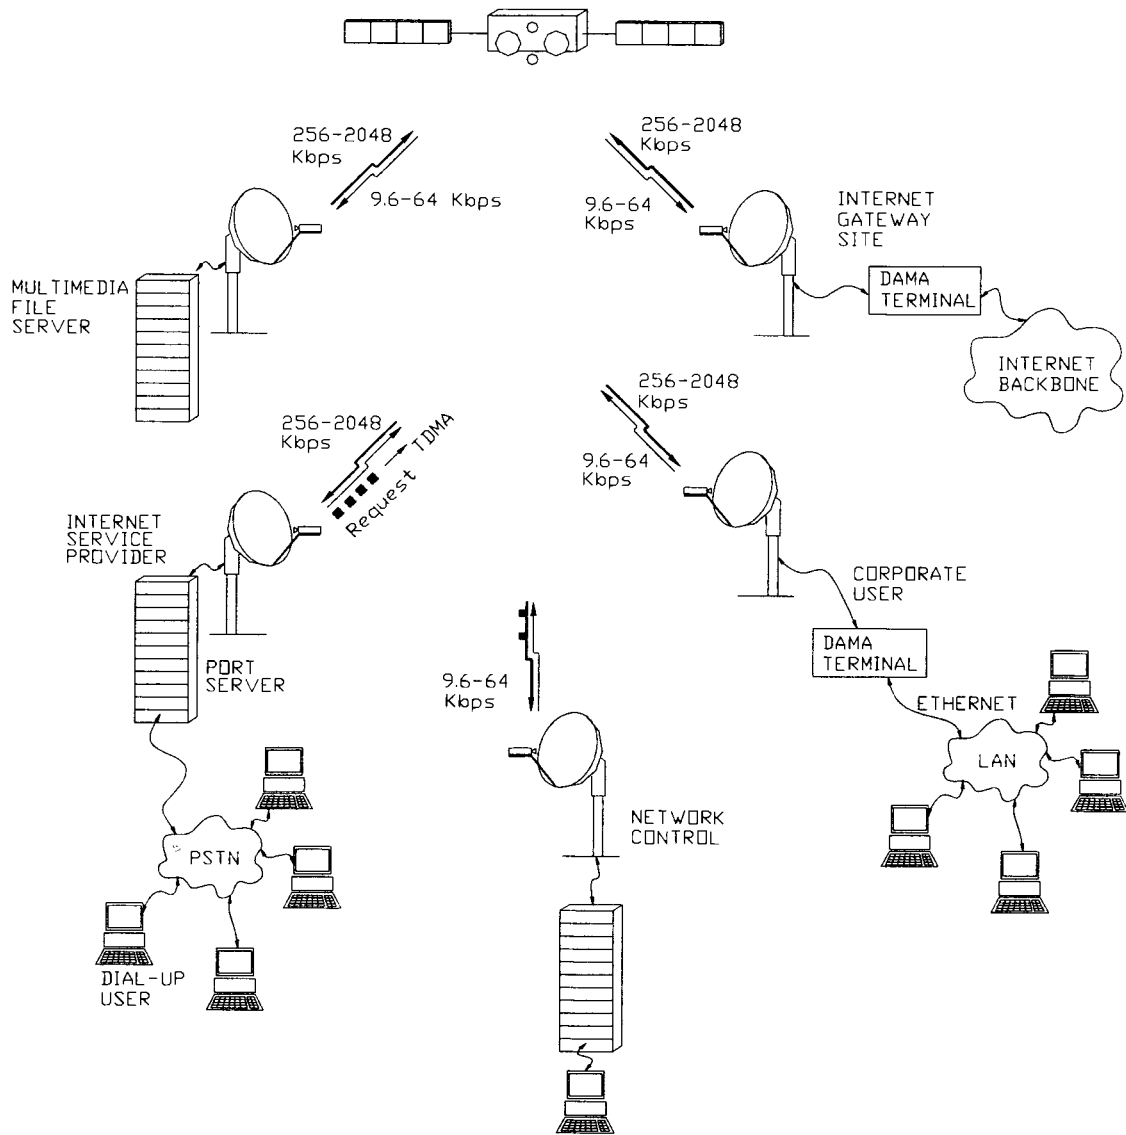 256-2048
Kbps
9.6-64 Kbps
256-2048
Kbps
9.6-64
Kbps
INTERNET
GATEWAY
SITE
MULTIMEDIA
FILE
SERVER
DAMA
TERMINAL
INTERNET
BACKBONE
256-2048
Kbps
Request TDMA
256-2048
Kbps
9.6-64
Kbps
INTERNET
SERVICE
PROVIDER
PORT
SERVER
CORPORATE
USER
DAMA
TERMINAL
9.6-64
Kbps
ETHERNET
LAN
NETWORK
CONTROL
PSTN
DIAL-UP
USER